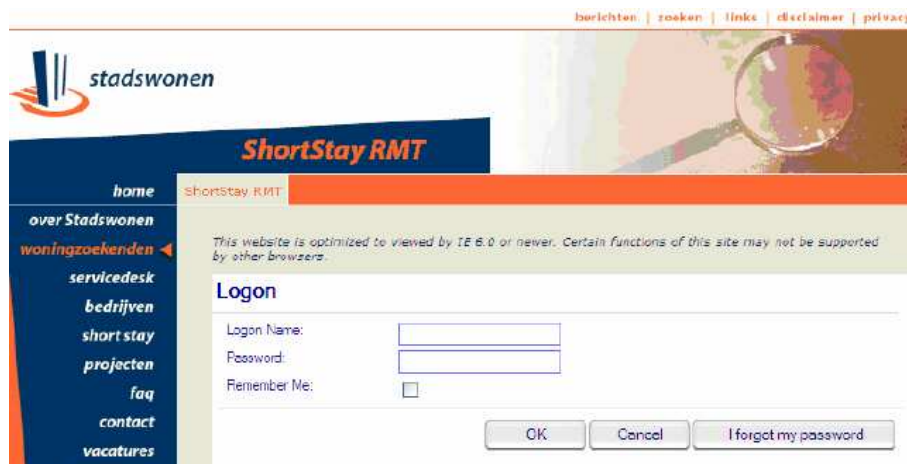 berichten | zoeken | links | disclaimer | privacy
stadswonen
ShortStay RMT
home
ShortStay RMT
over Stadswonen
woningzoekenden
This website is optimized to viewed by IE 6.0 or newer. Certain functions of this site may not be supported
by other browsers.
servicedesk
Logon
bedrijven
short stay
Logon Name:
projecten
Password:
faq
Remember Me:
contact
OK Cancel I forgot my password
vacatures